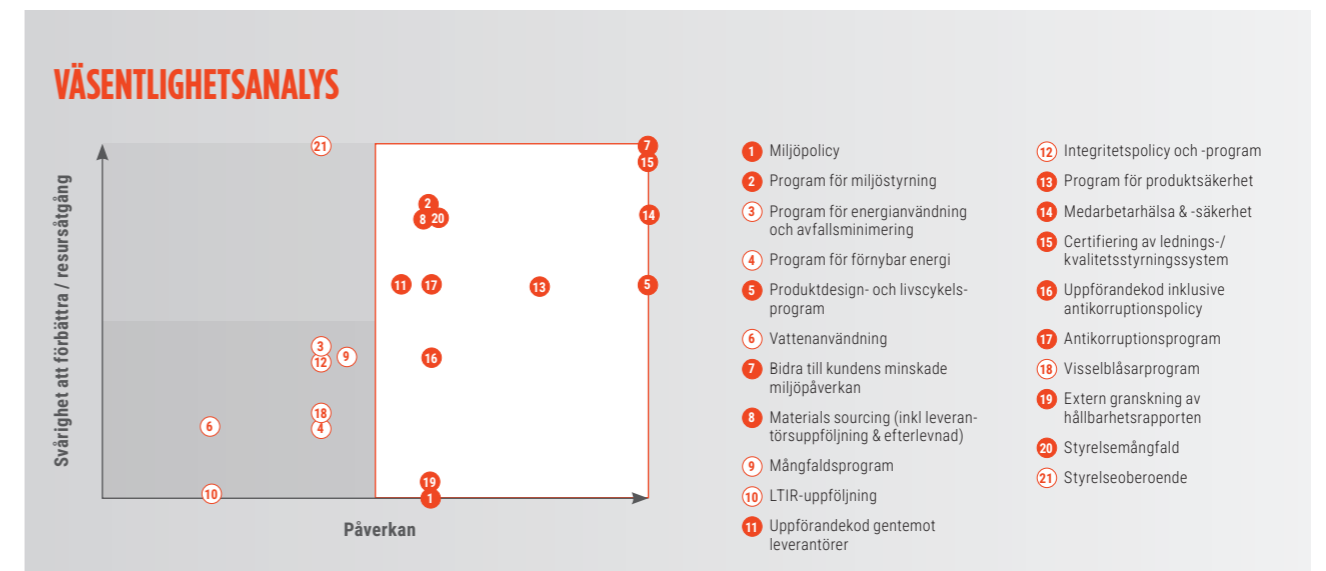 VÄSENTLIGHETSANALYS
Svårighet att förbättra / resursåtgång
21
7
15
2
8 20
14
11 17 13 5
3
12 9
16
18
4
6
19
10
1
Påverkan
1 Miljöpolicy
2 Program för miljöstyrning
3 Program för energianvändning
och avfallsminimering
4 Program för förnybar energi
5 Produktdesign- och livscykels-
program
6 Vattenanvändning
7 Bidra till kundens minskade
miljöpåverkan
8 Materials sourcing (inkl leveran-
törsuppföljning & efterlevnad)
9 Mångfaldsprogram
10 LTIR-uppföljning
11 Uppförandekod gentemot
leverantörer
12 Integritetspolicy och -program
13 Program för produktsäkerhet
14 Medarbetarhälsa & -säkerhet
15 Certifiering av lednings-/
kvalitetsstyrningssystem
16 Uppförandekod inklusive
antikorruptionspolicy
17 Antikorruptionsprogram
18 Visselblåsarprogram
19 Extern granskning av
hållbarhetsrapporten
20 Styrelsemångfald
21 Styrelseoberoende